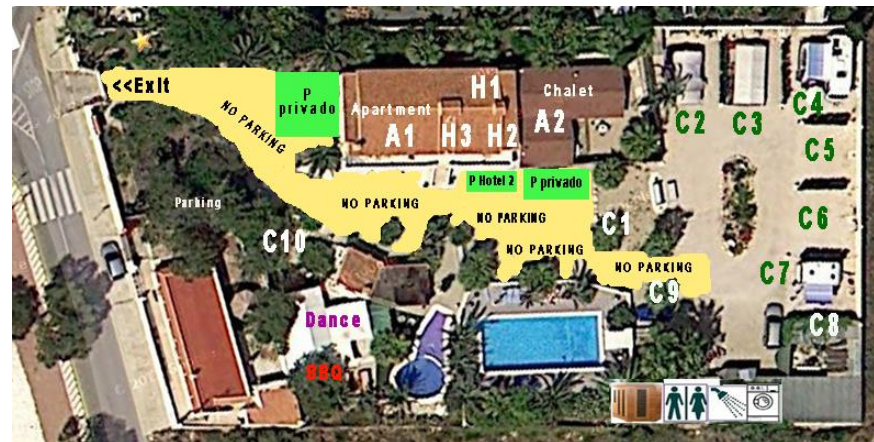 <<Exit
P
privado
NO PARKING
Apartment
A1
H1
H3
H2
Chalet
A2
C2
C3
C4
C5
C6
C7
C8
C9
C1
P Hotel 2
P privado
NO PARKING
NO PARKING
NO PARKING
NO PARKING
Parking
C10
Dance
BBQ